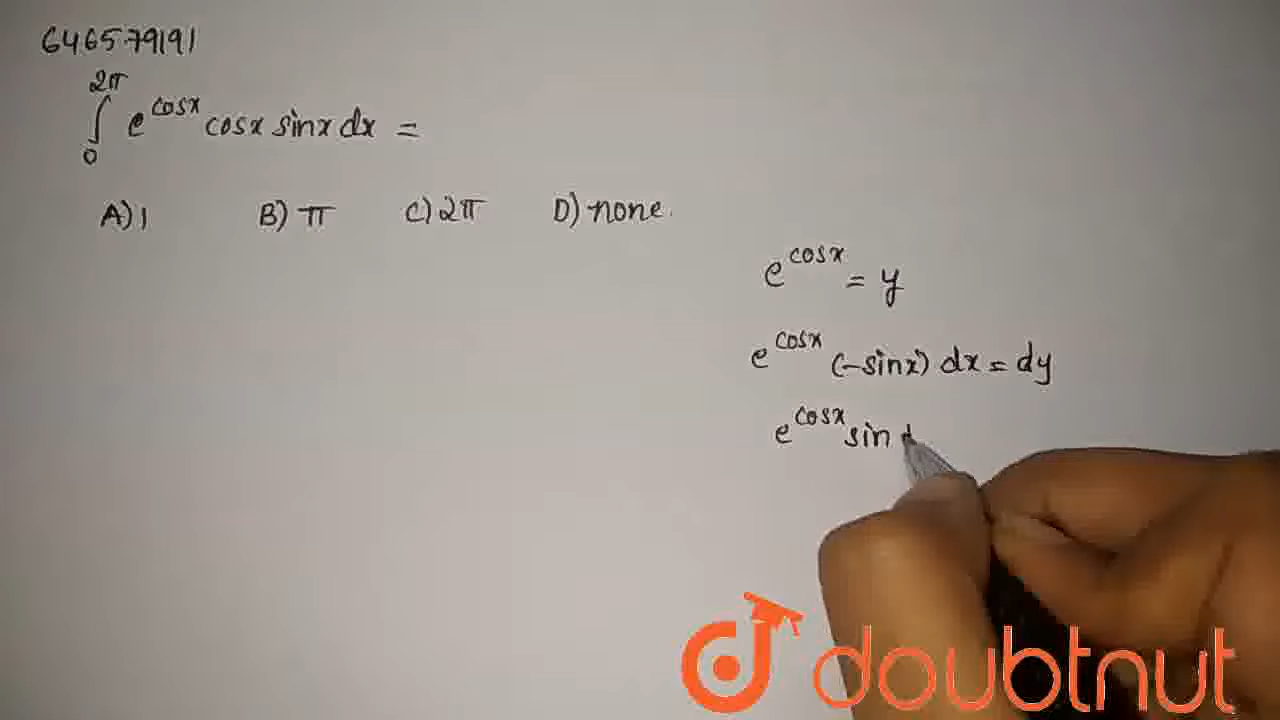 646579191
2π
∫ e^cosx cosx sinx dx =
0
A) 1 B) π C) 2π D) none.
e^cosx = y
e^cosx (-sinx) dx = dy
e^cosx sin
doubtnut